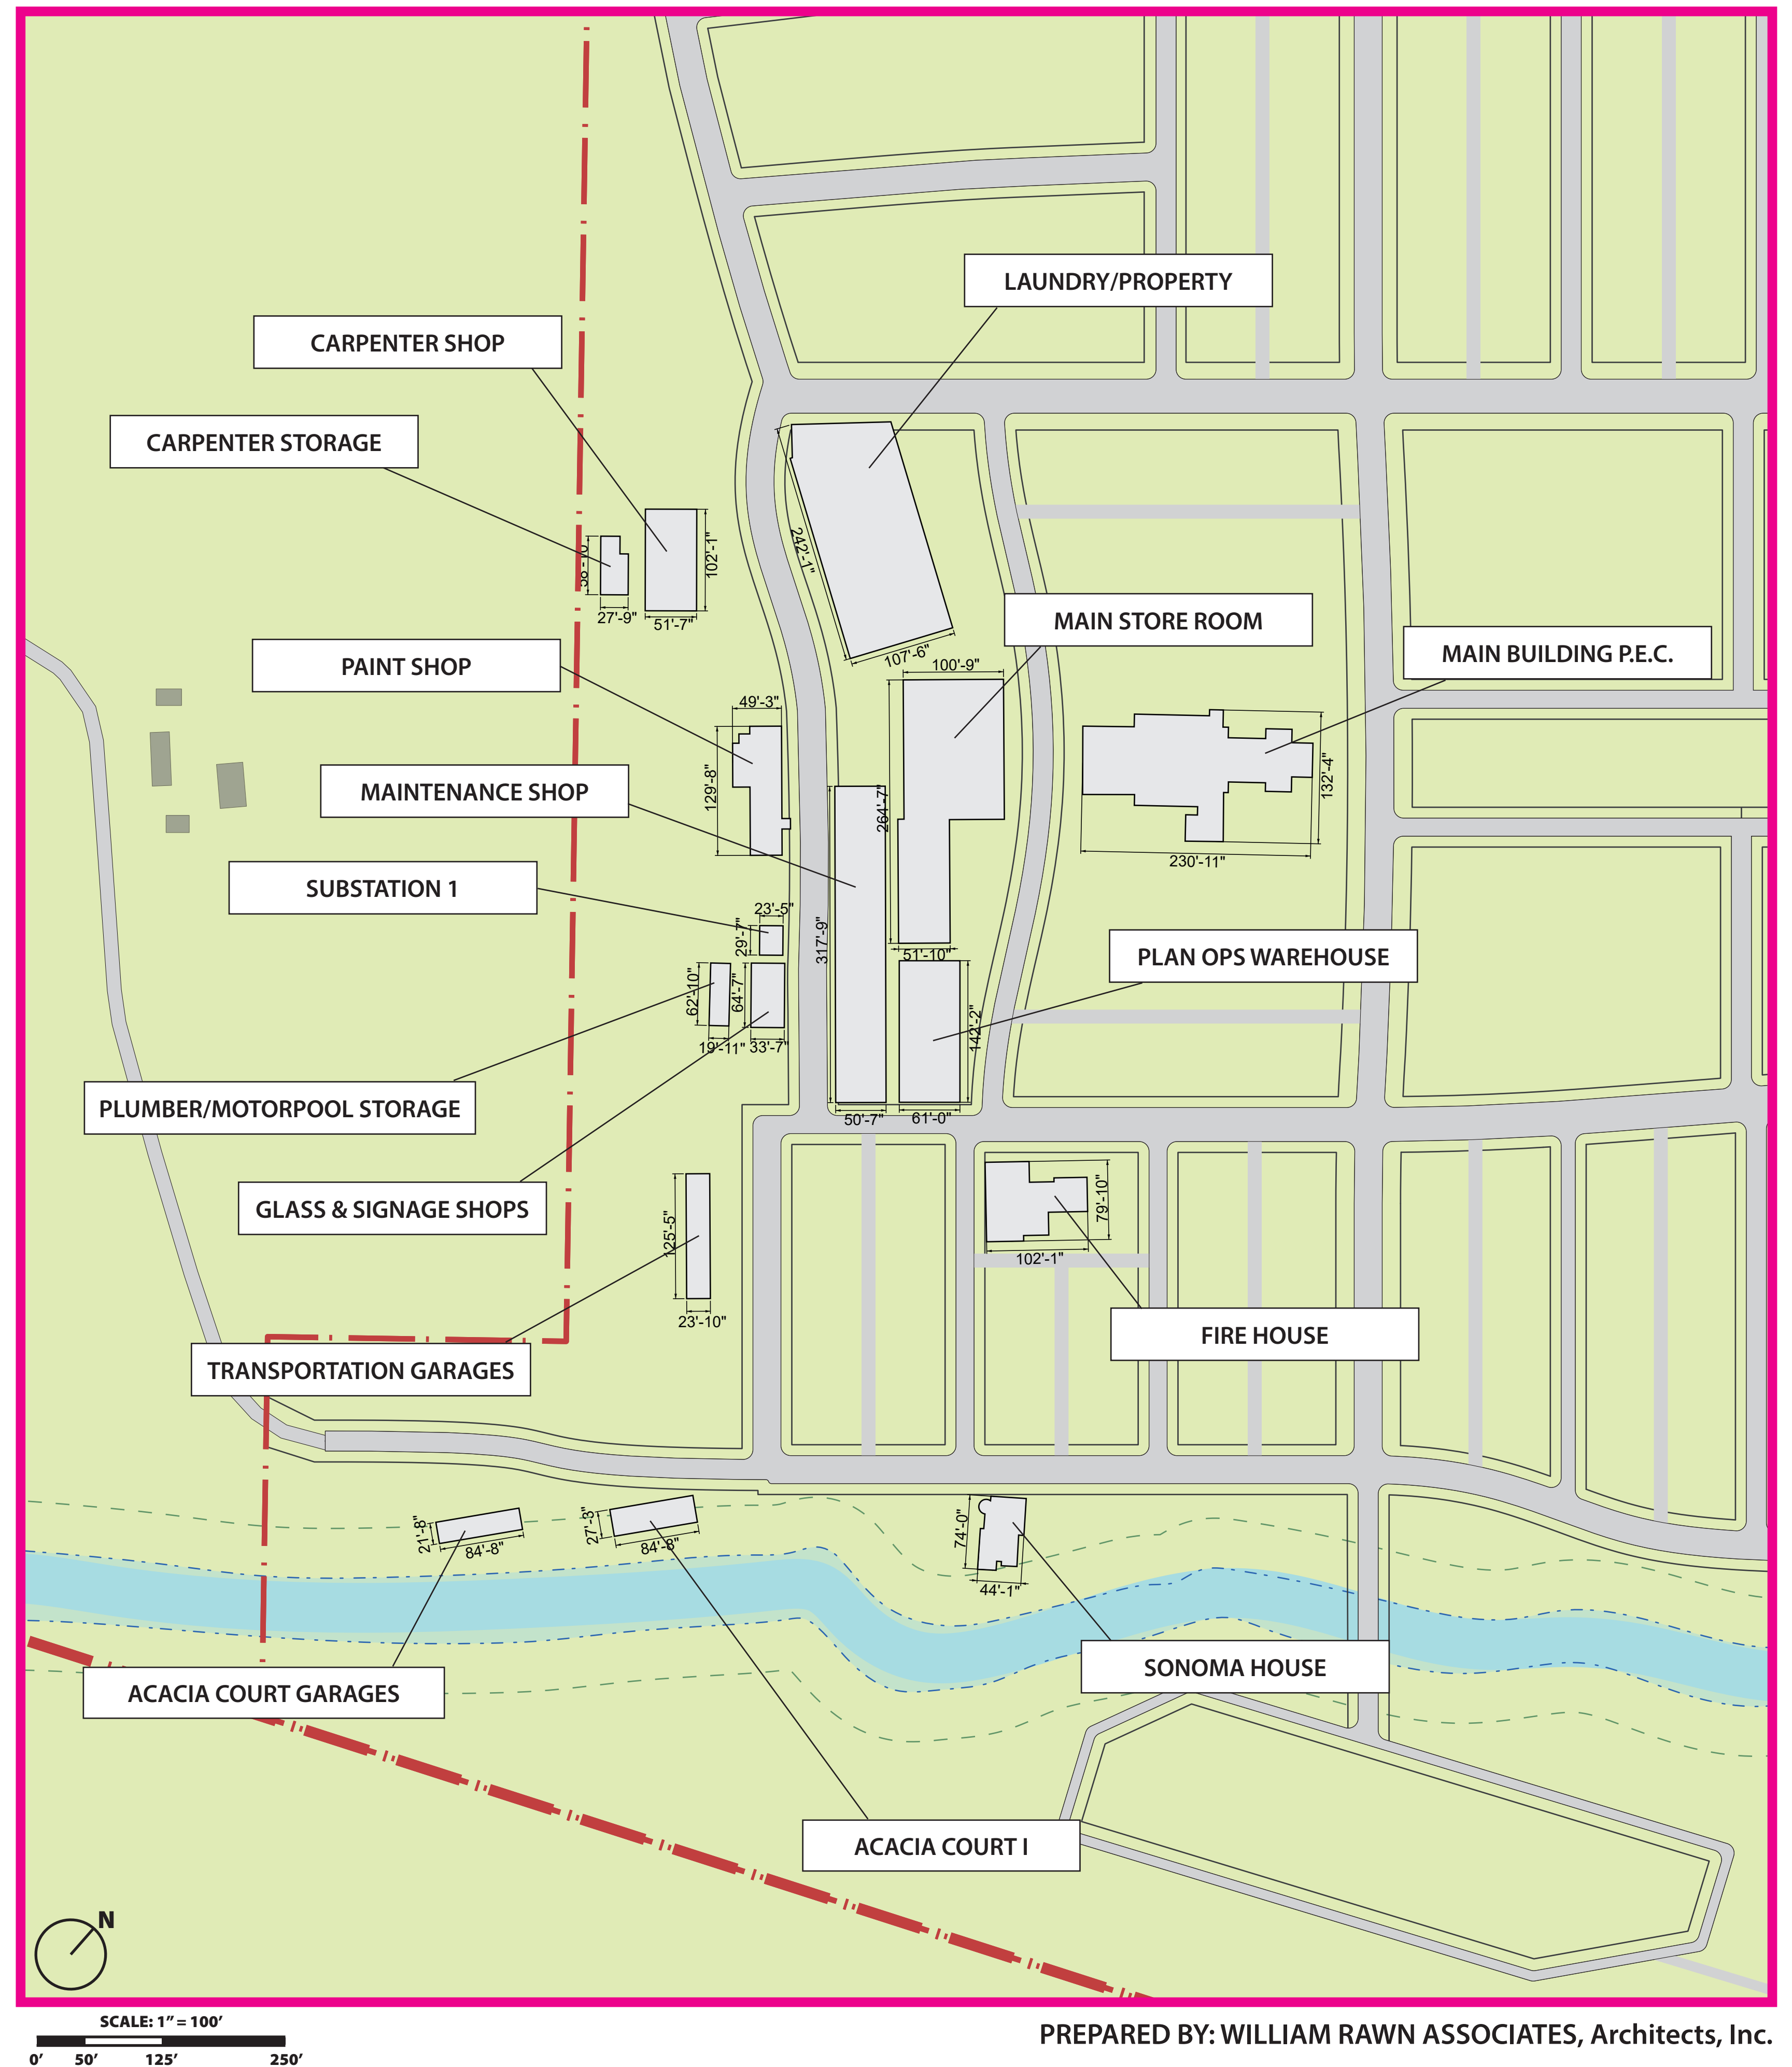 LAUNDRY/PROPERTY
CARPENTER SHOP
CARPENTER STORAGE
242'-1"
102'-1"
27'-9"
51'-7"
MAIN STORE ROOM
MAIN BUILDING P.E.C.
PAINT SHOP
107'-6"
100'-9"
49'-3"
129'-8"
132'-4"
MAINTENANCE SHOP
264'-7"
230'-11"
SUBSTATION 1
23'-5"
29'-7"
317'-9"
51'-10"
PLAN OPS WAREHOUSE
62'-10"
64'-7"
142'-2"
19'-11"
33'-7"
PLUMBER/MOTORPOOL STORAGE
50'-7"
61'-0"
GLASS & SIGNAGE SHOPS
125'-5"
79'-10"
102'-1"
23'-10"
FIRE HOUSE
TRANSPORTATION GARAGES
21'-8"
84'-8"
27'-3"
84'-8"
74'-0"
44'-1"
SONOMA HOUSE
ACACIA COURT GARAGES
ACACIA COURT I
N
SCALE: 1" = 100'
0' 50' 125' 250'
PREPARED BY: WILLIAM RAWN ASSOCIATES, Architects, Inc.